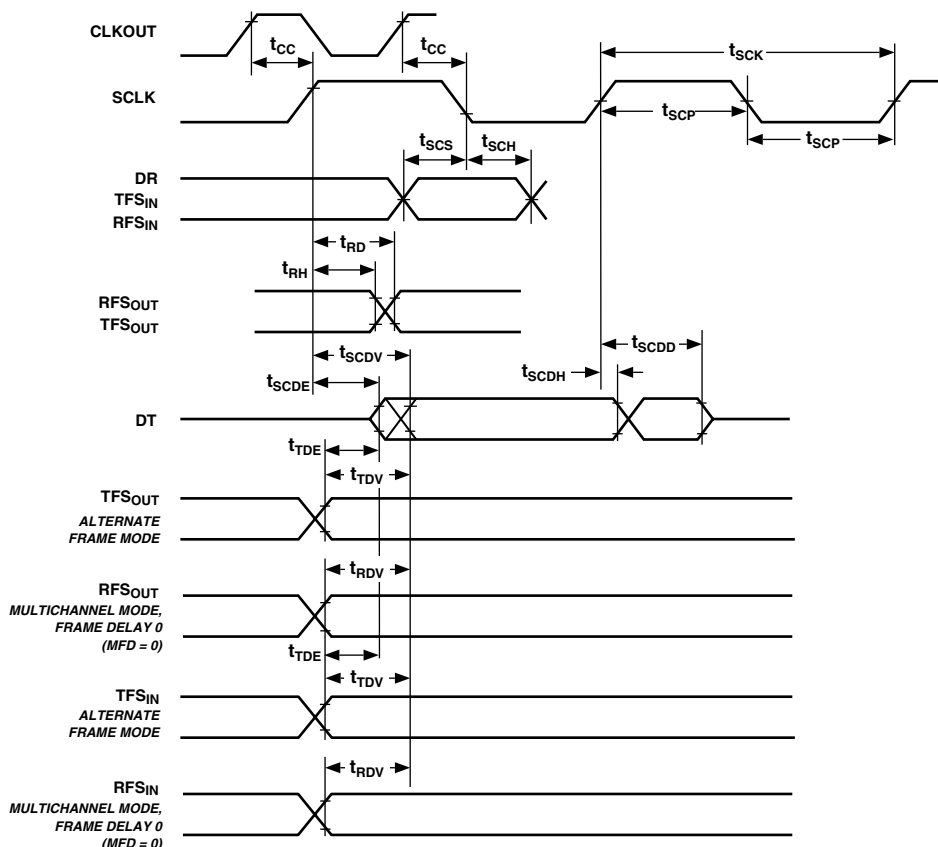 CLKOUT
tCC
tCC
tSCK
SCLK
tSCP
tSCP
tSCS
tSCH
DR
TFSIN
RFSIN
tRD
tRH
RFSOUT
TFSOUT
tSCDV
tSCDD
tSCDE
tSCDH
DT
tTDE
tTDV
TFSOUT
ALTERNATE
FRAME MODE
tRDV
RFSOUT
MULTICHANNEL MODE,
FRAME DELAY 0
(MFD = 0)
tTDE
tTDV
TFSIN
ALTERNATE
FRAME MODE
tRDV
RFSIN
MULTICHANNEL MODE,
FRAME DELAY 0
(MFD = 0)